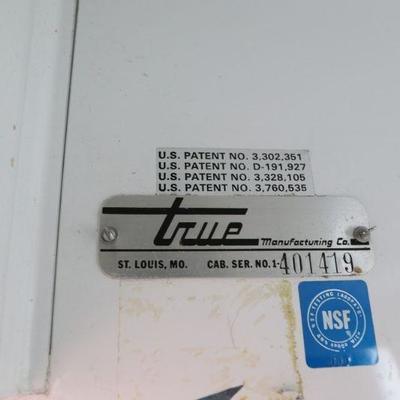 U.S. PATENT NO. 3,302,351
U.S. PATENT NO. D-191,927
U.S. PATENT NO. 3,328,105
U.S. PATENT NO. 3,760,535
true Manufacturing Co.
ST. LOUIS, MO. CAB. SER. NO. 1-401419
NSF